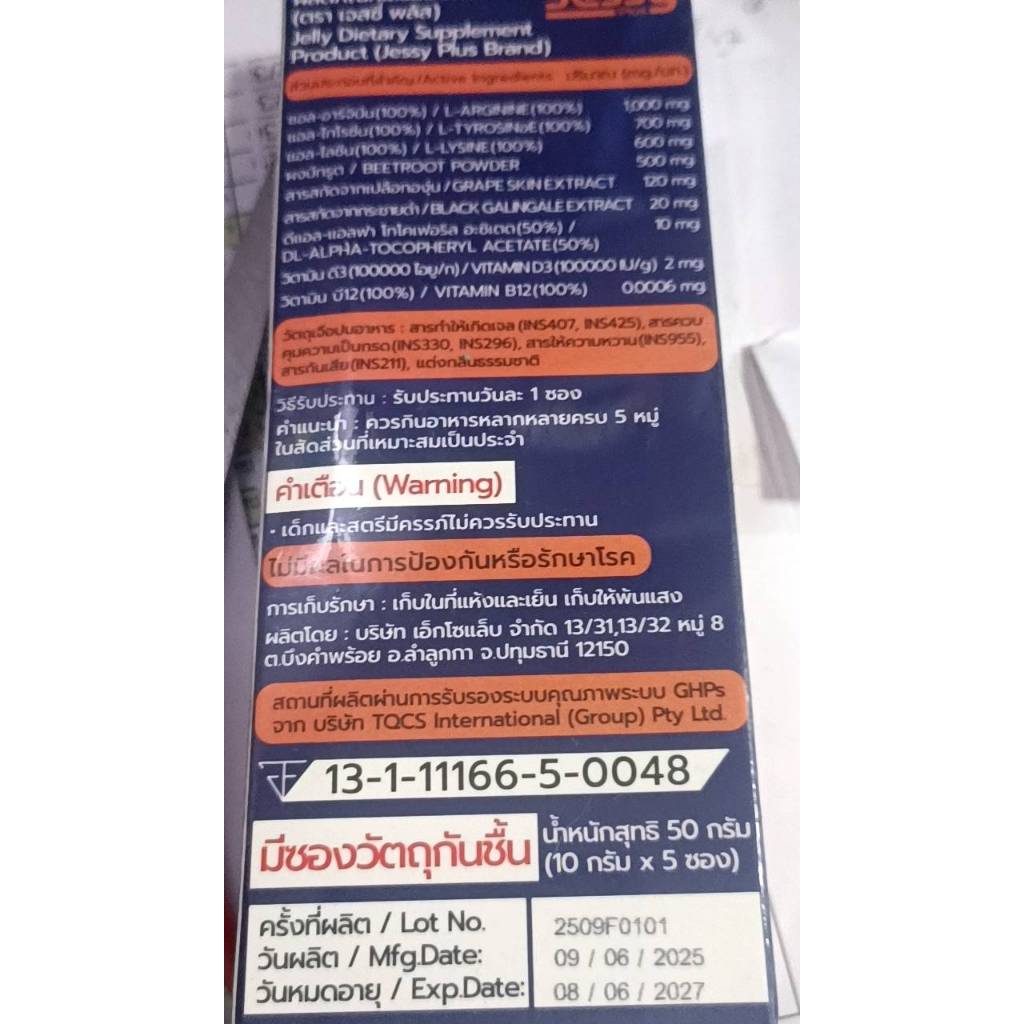 (ตรา เจสซี่ พลัส)
Jelly Dietary Supplement
Product (Jessy Plus Brand)
Jessy
ส่วนประกอบที่สำคัญ/Active Ingredients ปริมาณ (mg./
แอล-อาร์จินีน(100%) / L-ARGININE(100%) 1,000 mg
แอล-ไทโรซีน(100%) / 700 mg
แอล-ไลซีน(100%) / L-LYSINE(100%) 600 mg
ผงบีทรูต / BEETROOT POWDER 500 mg
สารสกัดจากเปลือกองุ่น/GRAPE SKIN EXTRACT 120 mg
สารสกัดจากกระชายดำ/BLACK GALINGALE EXTRACT 20 mg
ดีแอล-แอลฟา โทโคเฟอริล อะซิเตต(50%) / 10 mg
DL-ALPHA-TOCOPHERYL ACETATE(50%)
วิตามิน ดี3(100000 ไอยู/ก)/VITAMIN D3(100000 IU/g) 2 mg
วิตามิน บี12(100%) / VITAMIN B12(100%) 0.0006 mg
วัตถุเจือปนอาหาร : สารทำให้เกิดเจล (INS407, INS425), สารควบ
คุมความเป็นกรด(INS330, INS296), สารให้ความหวาน(INS955),
สารกันเสีย(INS211), แต่งกลิ่นธรรมชาติ
วิธีรับประทาน : รับประทานวันละ 1 ซอง
คำแนะนำ : ควรกินอาหารหลากหลายครบ 5 หมู่
ในสัดส่วนที่เหมาะสมเป็นประจำ
คำเตือน (Warning)
• เด็กและสตรีมีครรภ์ไม่ควรรับประทาน
ไม่มีผลในการป้องกันหรือรักษาโรค
การเก็บรักษา : เก็บในที่แห้งและเย็น เก็บให้พ้นแสง
ผลิตโดย : บริษัท เอ็กโซแล็บ จำกัด 13/31,13/32 หมู่ 8
ต.บึงคำพร้อย อ.ลำลูกกา จ.ปทุมธานี 12150
สถานที่ผลิตผ่านการรับรองระบบคุณภาพระบบ GHPs
จาก บริษัท TQCS International (Group) Pty Ltd.
13-1-11166-5-0048
มีซองวัตถุกันชื้น
น้ำหนักสุทธิ 50 กรัม
(10 กรัม x 5 ซอง)
ครั้งที่ผลิต / Lot No. 2509F0101
วันผลิต / Mfg.Date: 09 / 06 / 2025
วันหมดอายุ / Exp.Date: 08 / 06 / 2027